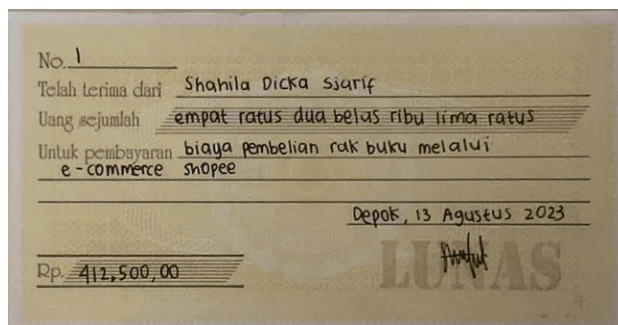 No. 1
Telah terima dari Shahila Dicka Sjarif
Uang sejumlah empat ratus dua belas ribu lima ratus
Untuk pembayaran biaya pembelian rak buku melalui
e-commerce shopee
Depok, 13 Agustus 2023
LUNAS
Rp. 412,500,00